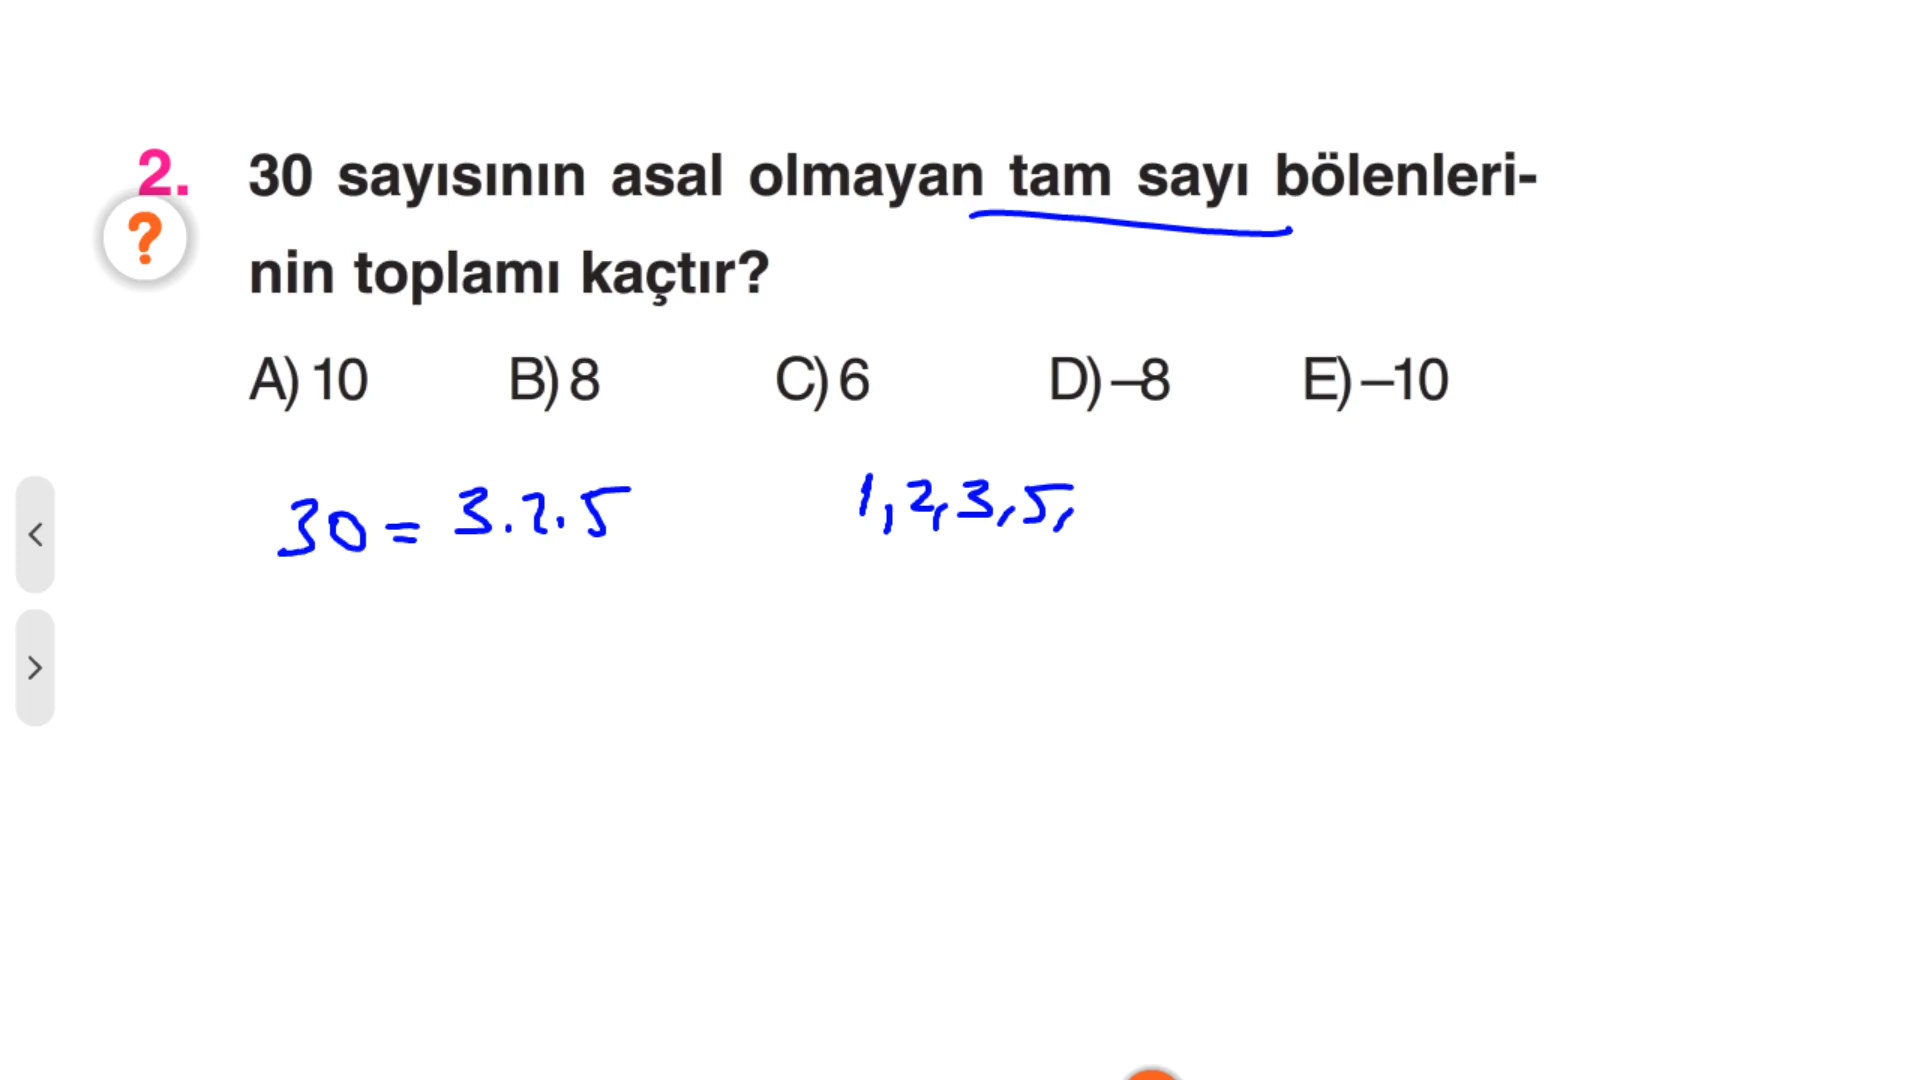 2. 30 sayısının asal olmayan tam sayı bölenleri-
?
nin toplamı kaçtır?
A) 10 B) 8 C) 6 D) –8 E) –10
30 = 3.2.5 1,2,3,5,
<
>